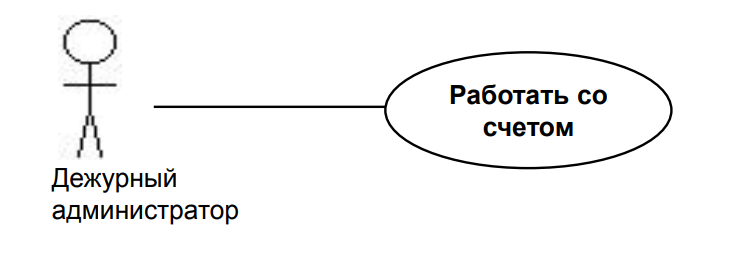 Работать со
счетом
Дежурный
администратор